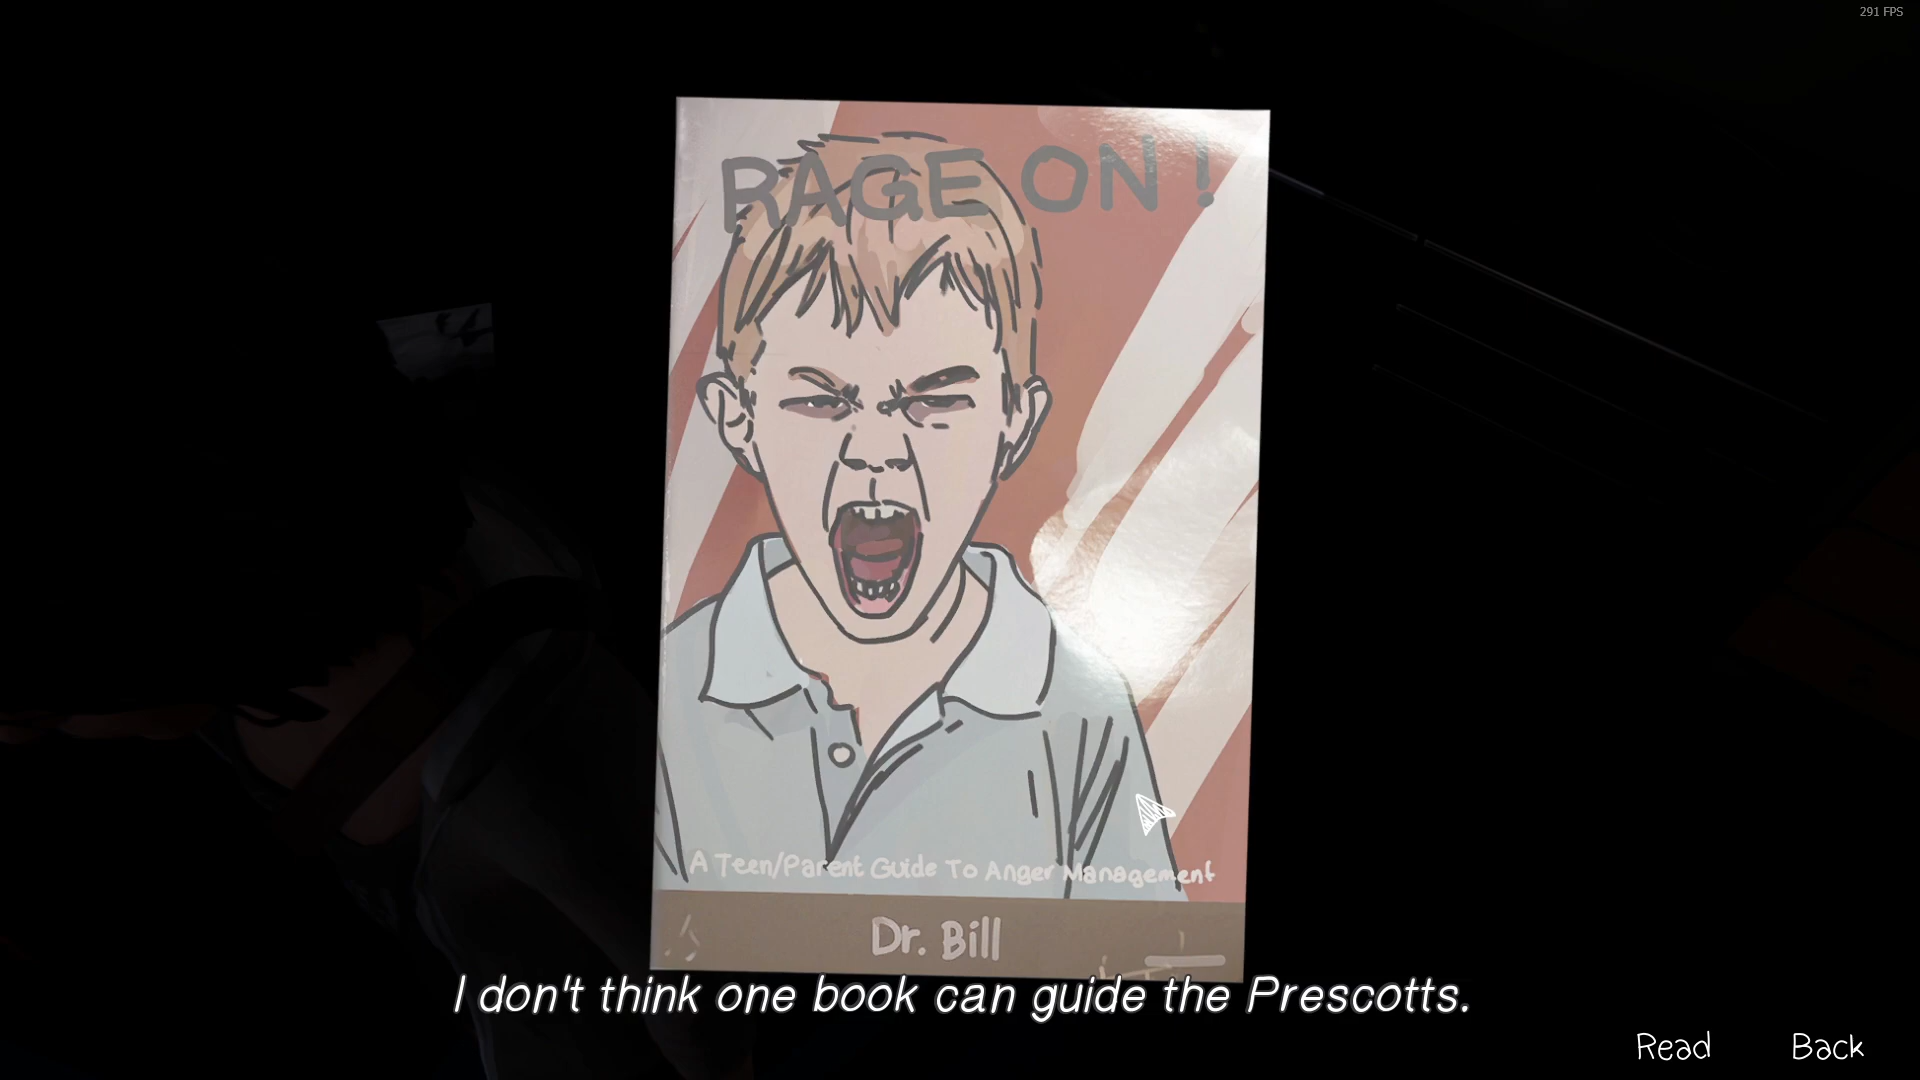 291 FPS
RAGE ON!
A Teen/Parent Guide To Anger Management
Dr. Bill
I don't think one book can guide the Prescotts.
Read Back